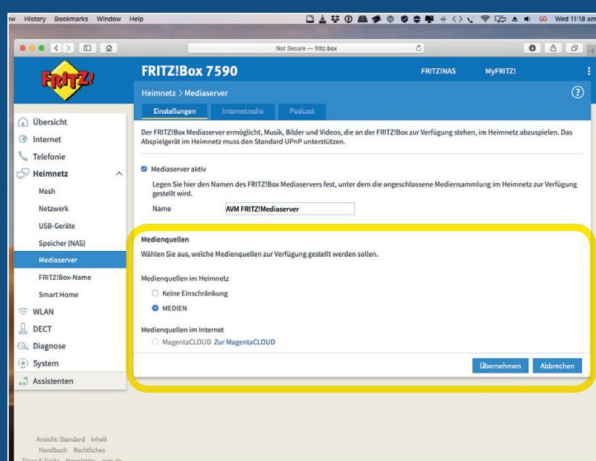 History Bookmarks Window Help
Wed 11:18 am
Not Secure — fritz.box
FRITZ!
FRITZ!Box 7590
FRITZ!NAS
MyFRITZ!
Heimnetz
Mediaserver
Einstellungen
Internetradio
Podcast
Der FRITZ!Box Mediaserver ermöglicht, Musik, Bilder und Videos, die an der FRITZ!Box zur Verfügung stehen, im Heimnetz abzuspielen. Das
Abspielgerät im Heimnetz muss den Standard UPnP unterstützen.
Mediaserver aktiv
Legen Sie hier den Namen des FRITZ!Box Mediaservers fest, unter dem die angeschlossene Mediensammlung im Heimnetz zur Verfügung
gestellt wird.
Name
AVM FRITZ!Mediaserver
Medienquellen
Wählen Sie aus, welche Medienquellen zur Verfügung gestellt werden sollen.
Medienquellen im Heimnetz
Keine Einschränkung
MEDIEN
Medienquellen im Internet
MagentaCLOUD Zur MagentaCLOUD
Übernehmen
Abbrechen
Übersicht
Internet
Telefonie
Heimnetz
Mesh
Netzwerk
USB-Geräte
Speicher (NAS)
Mediaserver
FRITZ!Box-Name
Smart Home
WLAN
DECT
Diagnose
System
Assistenten
Ansicht: Standard Inhalt
Handbuch Rechtliches